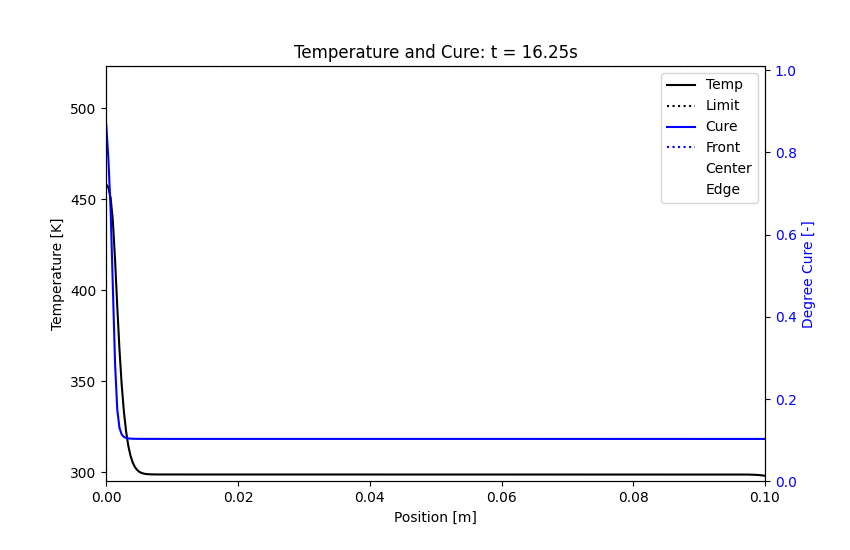 Temperature and Cure: t = 16.25s
Temp
Limit
Cure
Front
Center
Edge
500
450
400
350
300
Temperature [K]
1.0
0.8
0.6
0.4
0.2
0.0
Degree Cure [-]
0.00
0.02
0.04
0.06
0.08
0.10
Position [m]